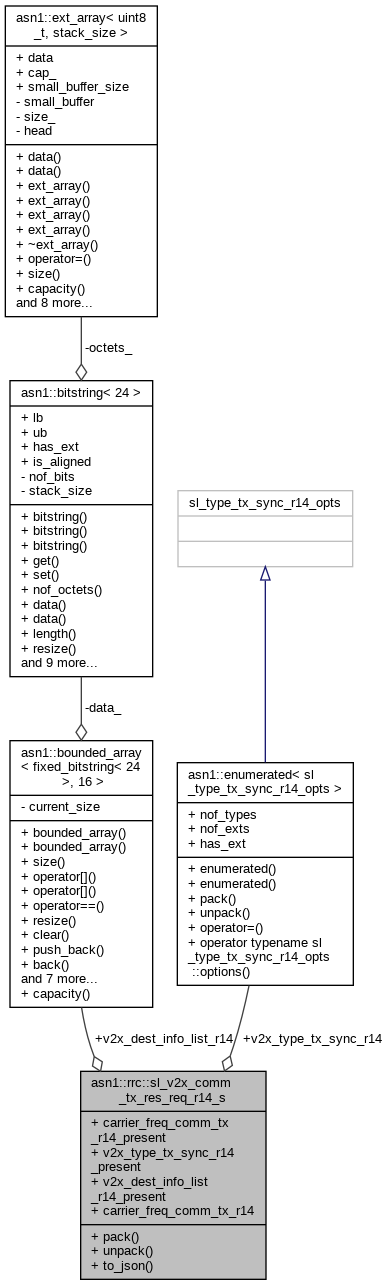 asn1::ext_array< uint8
_t, stack_size >
+ data
+ cap_
+ small_buffer_size
- small_buffer
- size_
- head
+ data()
+ data()
+ ext_array()
+ ext_array()
+ ext_array()
+ ext_array()
+ ~ext_array()
+ operator=()
+ size()
+ capacity()
and 8 more...
-octets_
asn1::bitstring< 24 >
+ lb
+ ub
+ has_ext
+ is_aligned
- nof_bits
- stack_size
+ bitstring()
+ bitstring()
+ bitstring()
+ get()
+ set()
+ nof_octets()
+ data()
+ data()
+ length()
+ resize()
and 9 more...
sl_type_tx_sync_r14_opts
-data_
asn1::bounded_array
< fixed_bitstring< 24
>, 16 >
- current_size
+ bounded_array()
+ bounded_array()
+ size()
+ operator[]()
+ operator[]()
+ operator==()
+ resize()
+ clear()
+ push_back()
+ back()
and 7 more...
+ capacity()
asn1::enumerated< sl
_type_tx_sync_r14_opts >
+ nof_types
+ nof_exts
+ has_ext
+ enumerated()
+ enumerated()
+ pack()
+ unpack()
+ operator=()
+ operator typename sl
_type_tx_sync_r14_opts
::options()
+v2x_dest_info_list_r14
+v2x_type_tx_sync_r14
asn1::rrc::sl_v2x_comm
_tx_res_req_r14_s
+ carrier_freq_comm_tx
_r14_present
+ v2x_type_tx_sync_r14
_present
+ v2x_dest_info_list
_r14_present
+ carrier_freq_comm_tx_r14
+ pack()
+ unpack()
+ to_json()